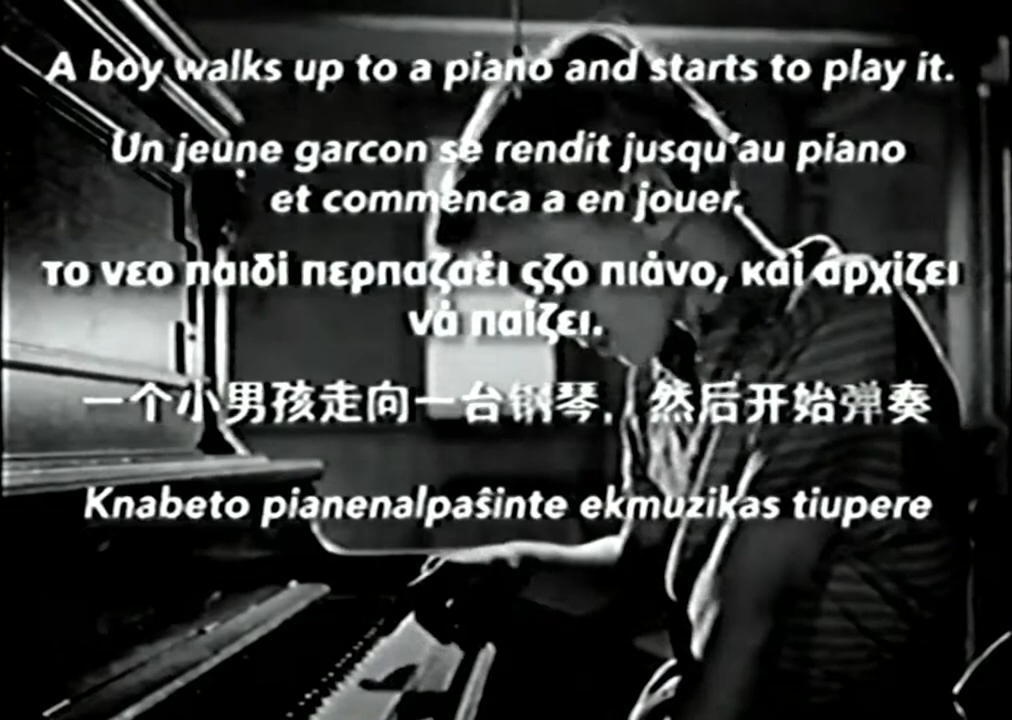 A boy walks up to a piano and starts to play it.
Un jeune garcon se rendit jusqu'au piano
et commenca a en jouer.
το νεο παιδί περπαζαέι ςζο πιάνο, καί αρχίζει
νά παίζει.
一个小男孩走向一台钢琴, 然后开始弹奏
Knabeto pianenalpaŝinte ekmuzikas tiupere